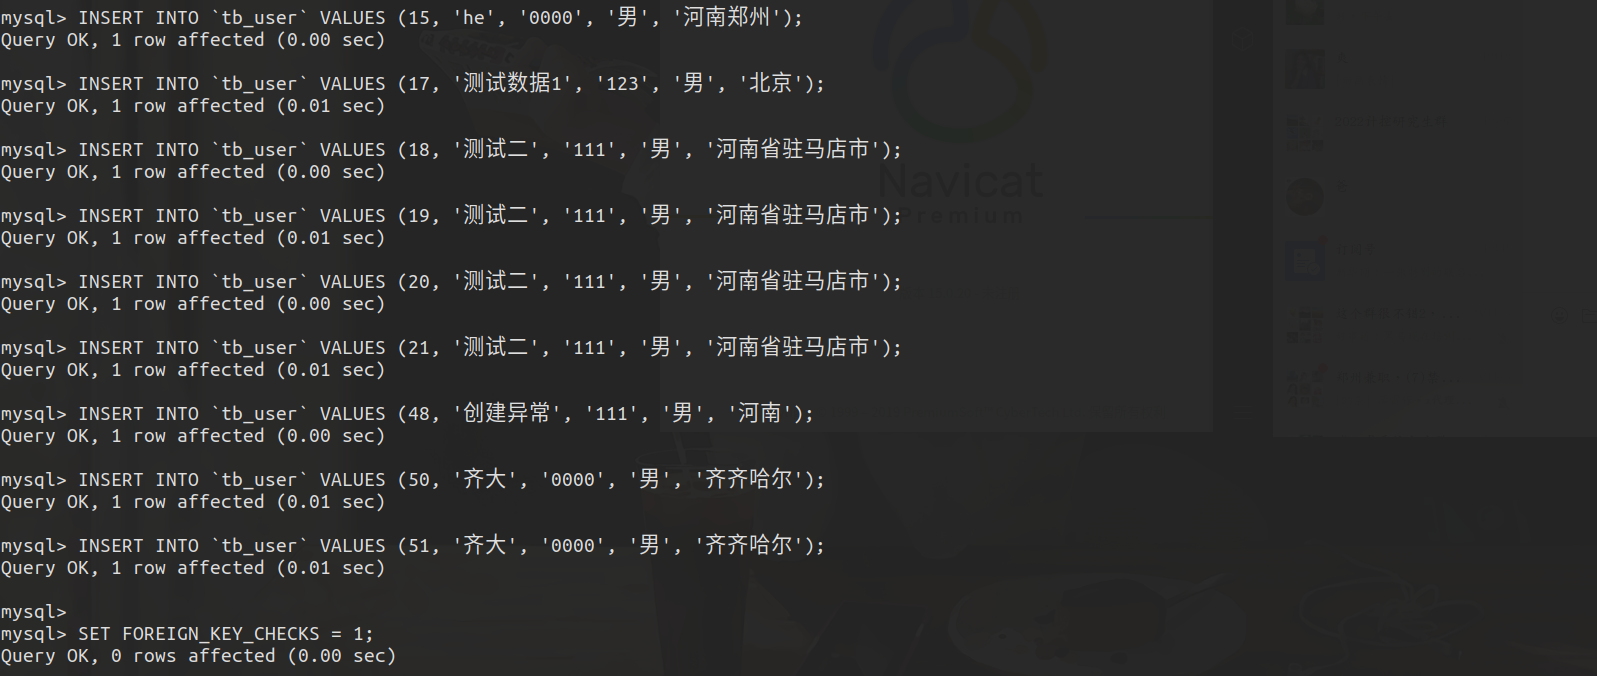 mysql> INSERT INTO `tb_user` VALUES (15, 'he', '0000', '男', '河南郑州');
Query OK, 1 row affected (0.00 sec)
mysql> INSERT INTO `tb_user` VALUES (17, '测试数据1', '123', '男', '北京');
Query OK, 1 row affected (0.01 sec)
mysql> INSERT INTO `tb_user` VALUES (18, '测试二', '111', '男', '河南省驻马店市');
Query OK, 1 row affected (0.00 sec)
mysql> INSERT INTO `tb_user` VALUES (19, '测试二', '111', '男', '河南省驻马店市');
Query OK, 1 row affected (0.01 sec)
mysql> INSERT INTO `tb_user` VALUES (20, '测试二', '111', '男', '河南省驻马店市');
Query OK, 1 row affected (0.00 sec)
mysql> INSERT INTO `tb_user` VALUES (21, '测试二', '111', '男', '河南省驻马店市');
Query OK, 1 row affected (0.01 sec)
mysql> INSERT INTO `tb_user` VALUES (48, '创建异常', '111', '男', '河南');
Query OK, 1 row affected (0.00 sec)
mysql> INSERT INTO `tb_user` VALUES (50, '齐大', '0000', '男', '齐齐哈尔');
Query OK, 1 row affected (0.01 sec)
mysql> INSERT INTO `tb_user` VALUES (51, '齐大', '0000', '男', '齐齐哈尔');
Query OK, 1 row affected (0.01 sec)
mysql>
mysql> SET FOREIGN_KEY_CHECKS = 1;
Query OK, 0 rows affected (0.00 sec)
Navicat
Premium